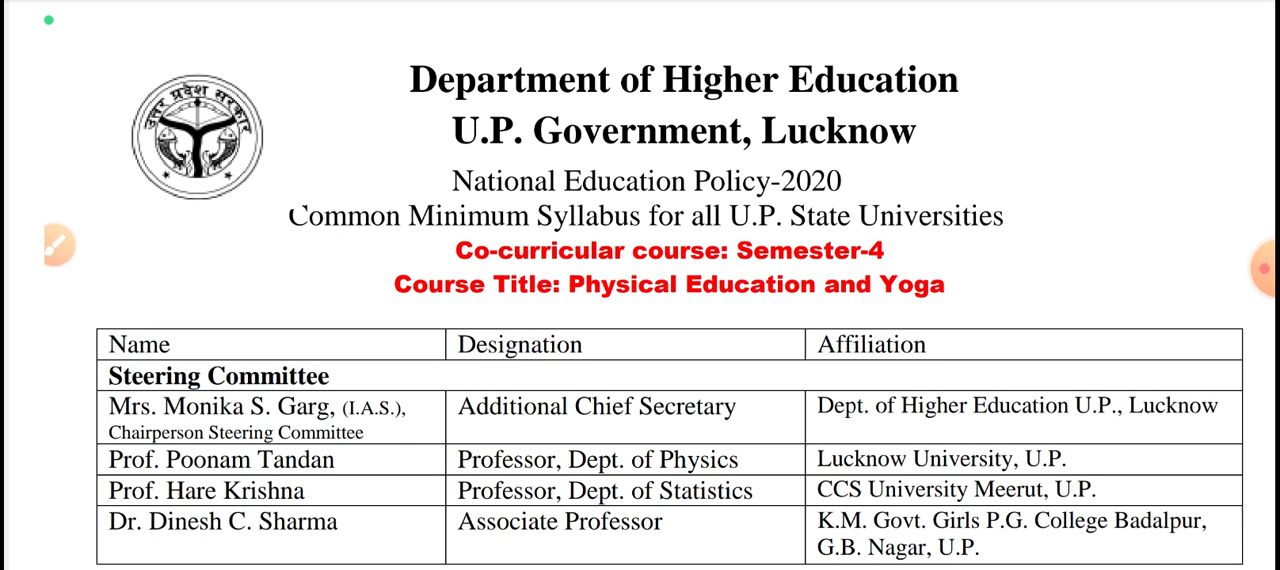 उत्तर प्रदेश सरकार
Department of Higher Education
U.P. Government, Lucknow
National Education Policy-2020
Common Minimum Syllabus for all U.P. State Universities
Co-curricular course: Semester-4
Course Title: Physical Education and Yoga
Name Designation Affiliation
Steering Committee
Mrs. Monika S. Garg, (I.A.S.), Additional Chief Secretary Dept. of Higher Education U.P., Lucknow
Chairperson Steering Committee
Prof. Poonam Tandan Professor, Dept. of Physics Lucknow University, U.P.
Prof. Hare Krishna Professor, Dept. of Statistics CCS University Meerut, U.P.
Dr. Dinesh C. Sharma Associate Professor K.M. Govt. Girls P.G. College Badalpur,
G.B. Nagar, U.P.